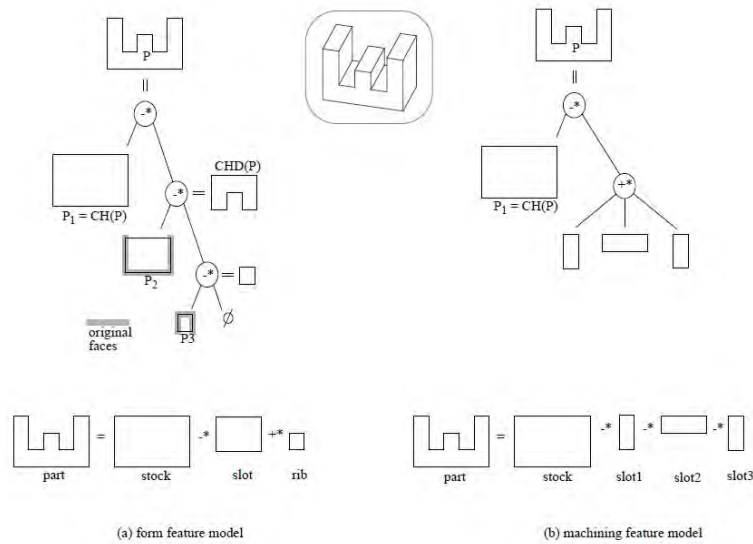 P
=
-*
P1 = CH(P)
-* = CHD(P)
P2
-* =
P3 ∅
original
faces
= -* +*
part stock slot rib
(a) form feature model
P
=
-*
P1 = CH(P)
+*
= -* -* -*
part stock slot1 slot2 slot3
(b) machining feature model